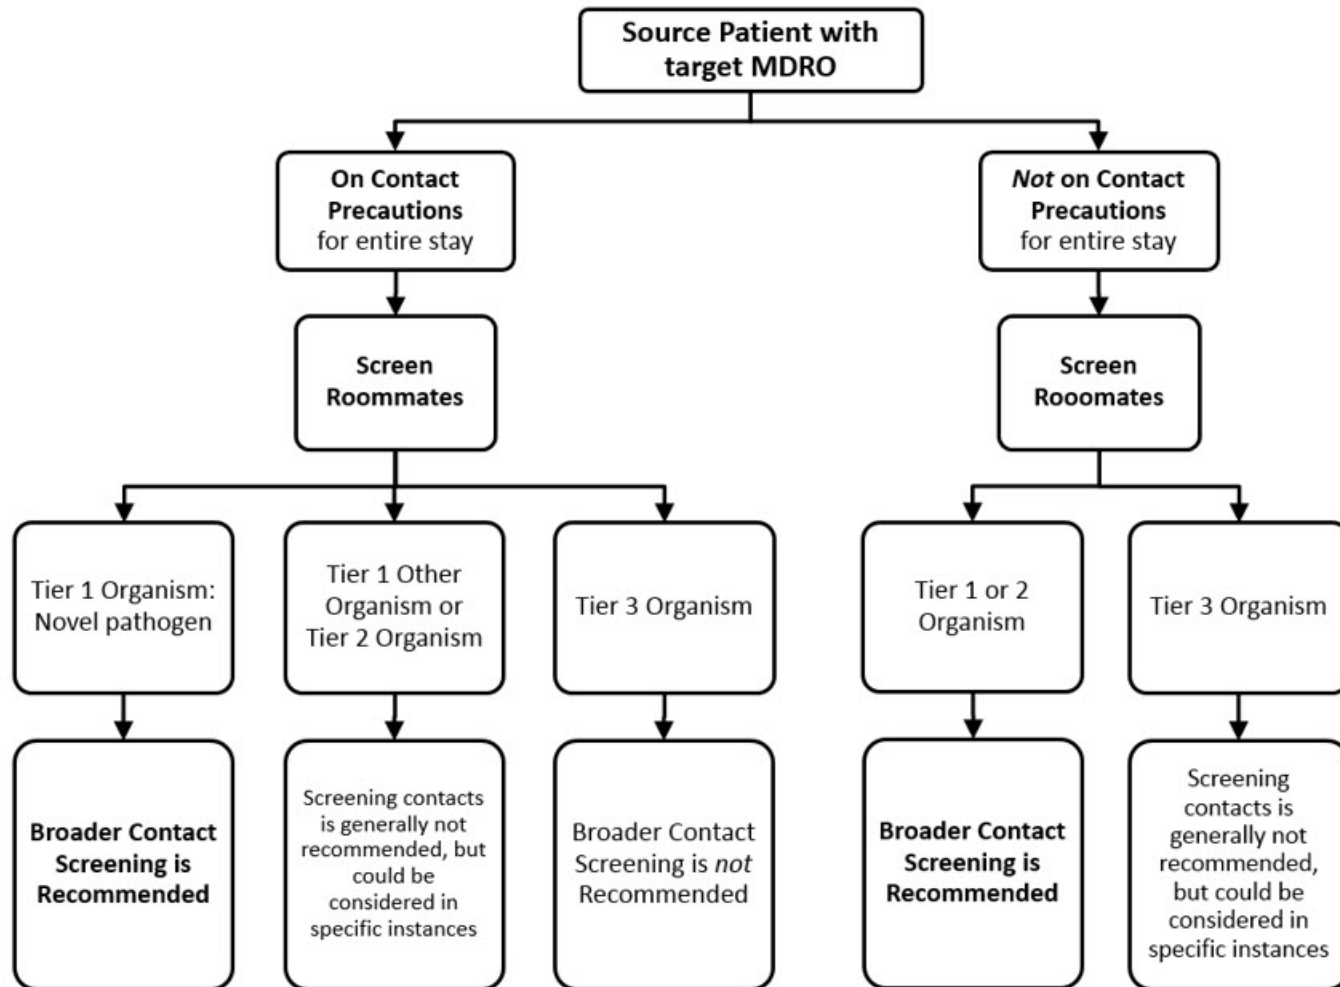 Source Patient with
target MDRO
On Contact
Precautions
for entire stay
Not on Contact
Precautions
for entire stay
Screen
Roommates
Screen
Rooomates
Tier 1 Organism:
Novel pathogen
Tier 1 Other
Organism or
Tier 2 Organism
Tier 3 Organism
Tier 1 or 2
Organism
Tier 3 Organism
Broader Contact
Screening is
Recommended
Screening contacts
is generally not
recommended, but
could be
considered in
specific instances
Broader Contact
Screening is not
Recommended
Broader Contact
Screening is
Recommended
Screening
contacts is
generally not
recommended,
but could be
considered in
specific instances